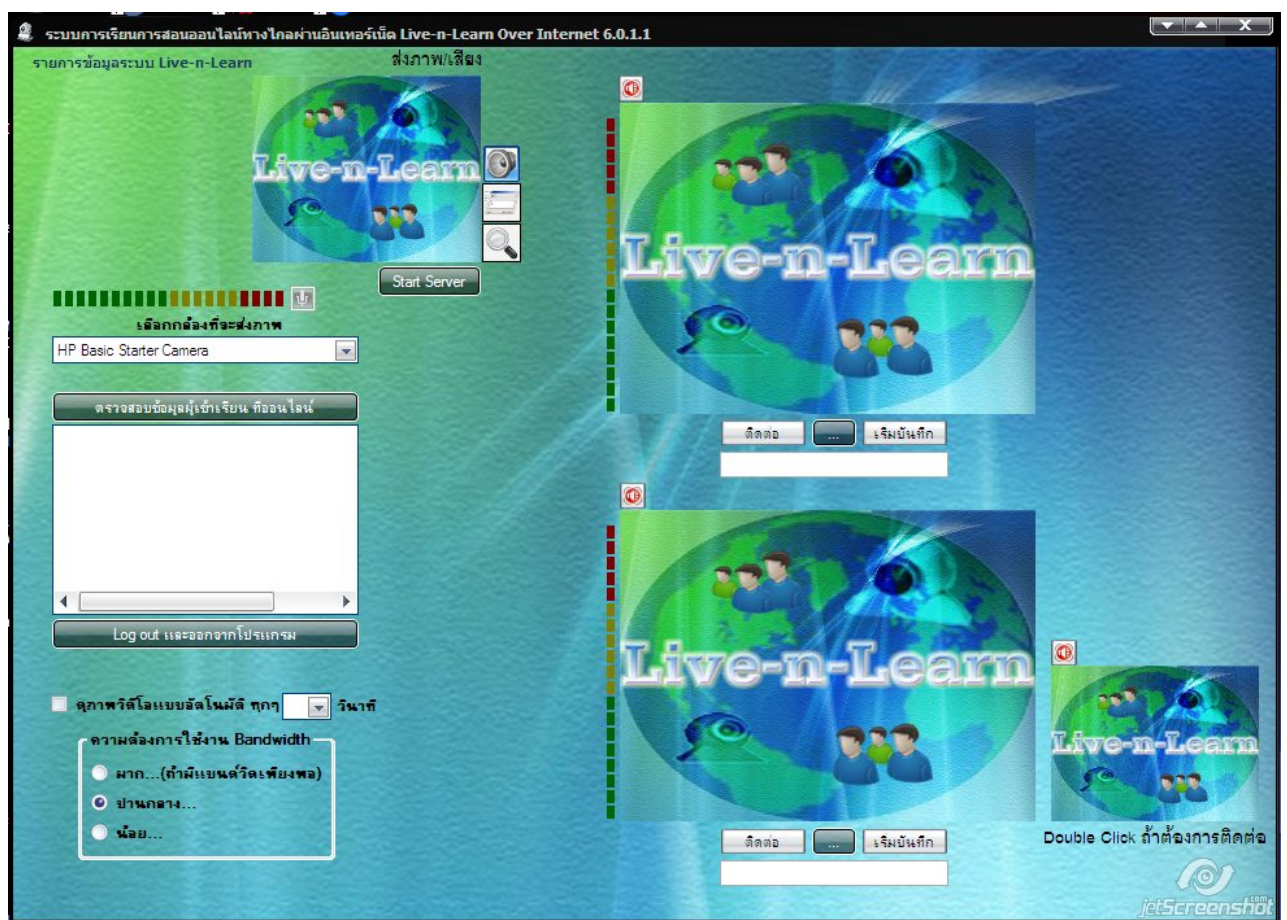 ระบบการเรียนการสอนออนไลน์ทางไกลผ่านอินเทอร์เน็ต Live-n-Learn Over Internet 6.0.1.1
รายการข้อมูลระบบ Live-n-Learn
ส่งภาพ/เสียง
Live-n-Learn
Start Server
เลือกกล้องที่จะส่งภาพ
HP Basic Starter Camera
ตรวจสอบข้อมูลผู้เข้าเรียน ที่ออนไลน์
Log out และออกจากโปรแกรม
ดูภาพวิดีโอแบบอัตโนมัติ ทุกๆ วินาที
ความต้องการใช้งาน Bandwidth
มาก...(ถ้ามีแบนด์วิดเพียงพอ)
ปานกลาง...
น้อย...
Live-n-Learn
ติดต่อ ... เริ่มบันทึก
Live-n-Learn
ติดต่อ ... เริ่มบันทึก
Live-n-Learn
Double Click ถ้าต้องการติดต่อ
jetScreenshot.com